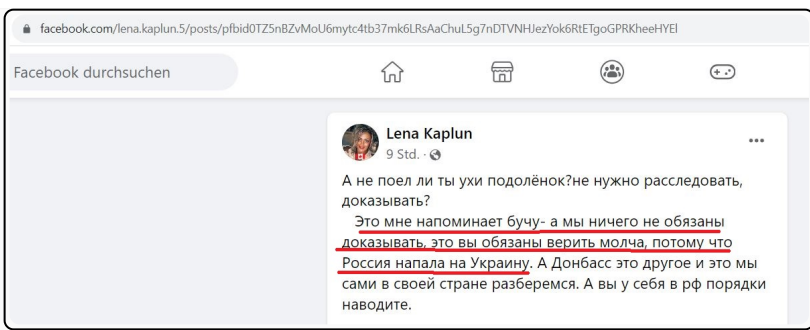 facebook.com/lena.kaplun.5/posts/pfbid0TZ5nBZvMoU6mytc4tb37mk6LRsAaChuL5g7nDTVNHJezYok6RtETgoGPRKheeHYEl
Facebook durchsuchen
Lena Kaplun
9 Std. ·
А не поел ли ты ухи подолёнок?не нужно расследовать,
доказывать?
Это мне напоминает бучу- а мы ничего не обязаны
доказывать, это вы обязаны верить молча, потому что
Россия напала на Украину. А Донбасс это другое и это мы
сами в своей стране разберемся. А вы у себя в рф порядки
наводите.